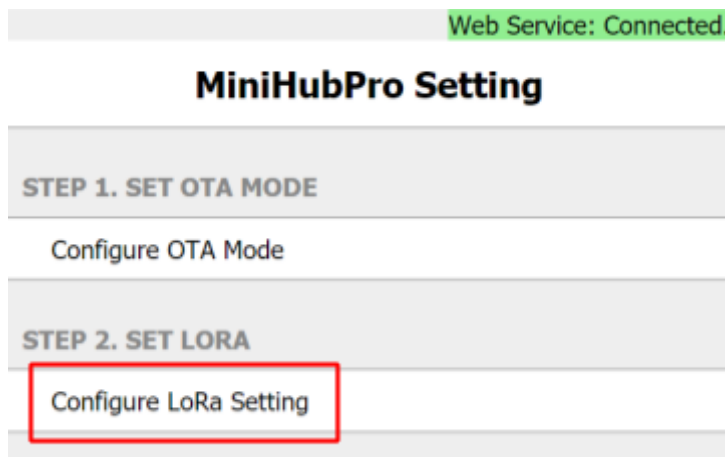 Web Service: Connected.
MiniHubPro Setting
STEP 1. SET OTA MODE
Configure OTA Mode
STEP 2. SET LORA
Configure LoRa Setting